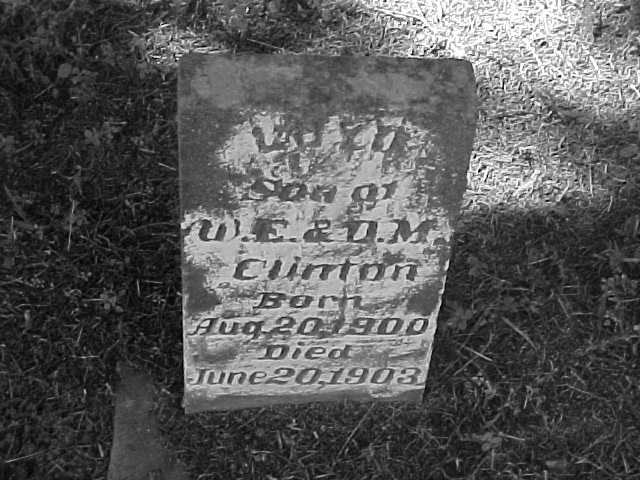 Son of
W.E. & D.M.
Clinton
Born
Aug. 20, 1900
Died
June 20, 1903